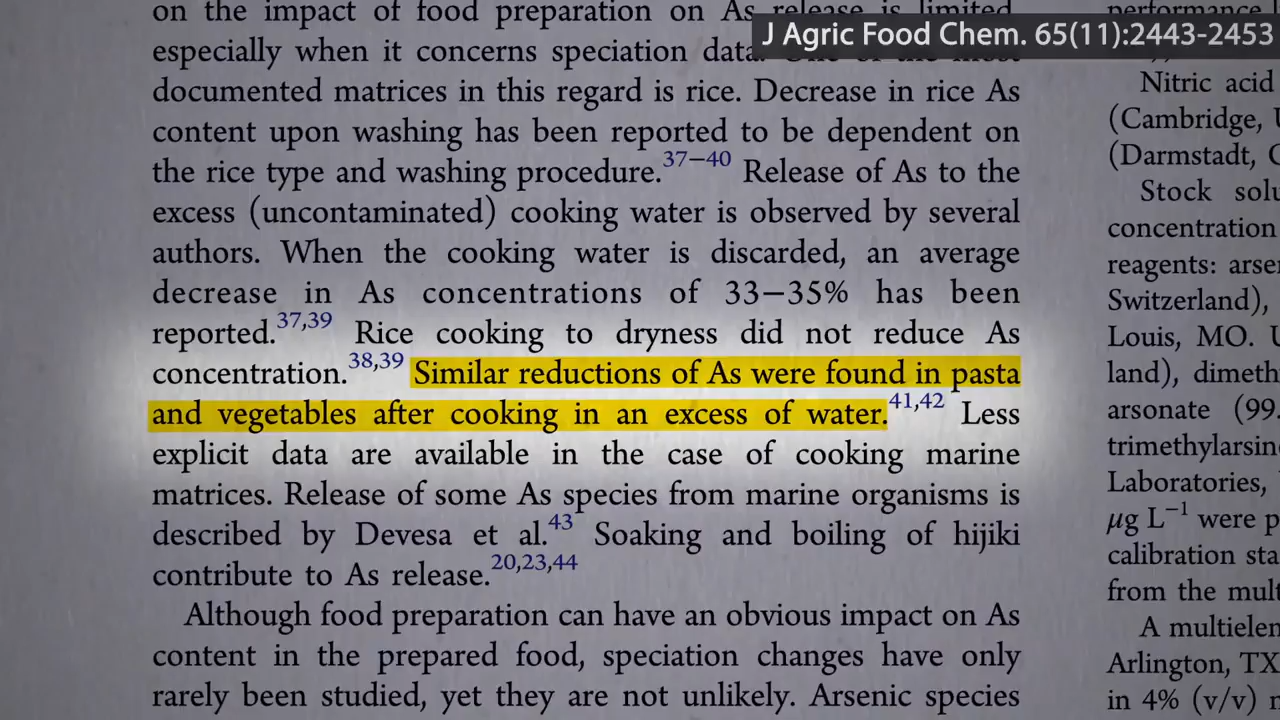 J Agric Food Chem. 65(11):2443-2453
on the impact of food preparation on As release is limited,
especially when it concerns speciation data. One of the most
documented matrices in this regard is rice. Decrease in rice As
content upon washing has been reported to be dependent on
the rice type and washing procedure.37−40 Release of As to the
excess (uncontaminated) cooking water is observed by several
authors. When the cooking water is discarded, an average
decrease in As concentrations of 33−35% has been
reported.37,39 Rice cooking to dryness did not reduce As
concentration.38,39 Similar reductions of As were found in pasta
and vegetables after cooking in an excess of water.41,42 Less
explicit data are available in the case of cooking marine
matrices. Release of some As species from marine organisms is
described by Devesa et al.43 Soaking and boiling of hijiki
contribute to As release.20,23,44
Although food preparation can have an obvious impact on As
content in the prepared food, speciation changes have only
rarely been studied, yet they are not unlikely. Arsenic species
performance
Nitric acid
(Cambridge,
(Darmstadt,
Stock
concentration
reagents:
Switzerland),
Louis, MO.
land),
arsonate (99.
Laboratories,
μg L−1 were
calibration
from the
A
Arlington, TX
in 4% (v/v)